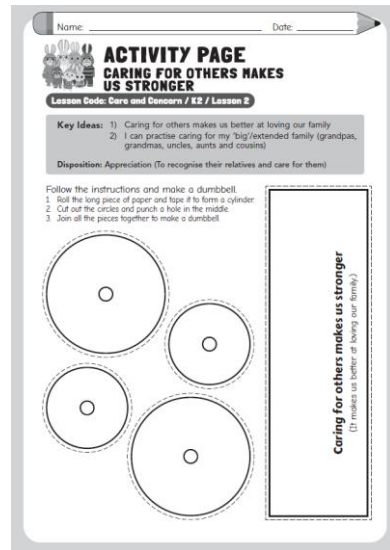 Name: Date:
ACTIVITY PAGE
CARING FOR OTHERS MAKES
US STRONGER
Lesson Code: Care and Concern / K2 / Lesson 2
Key Ideas: 1) Caring for others makes us better at loving our family
2) I can practise caring for my 'big'/extended family (grandpas,
grandmas, uncles, aunts and cousins)
Disposition: Appreciation (To recognise their relatives and care for them)
Follow the instructions and make a dumbbell.
1 Roll the long piece of paper and tape it to form a cylinder
2 Cut out the circles and punch a hole in the middle
3 Join all the pieces together to make a dumbbell
Caring for others makes us stronger
(It makes us better at loving our family.)